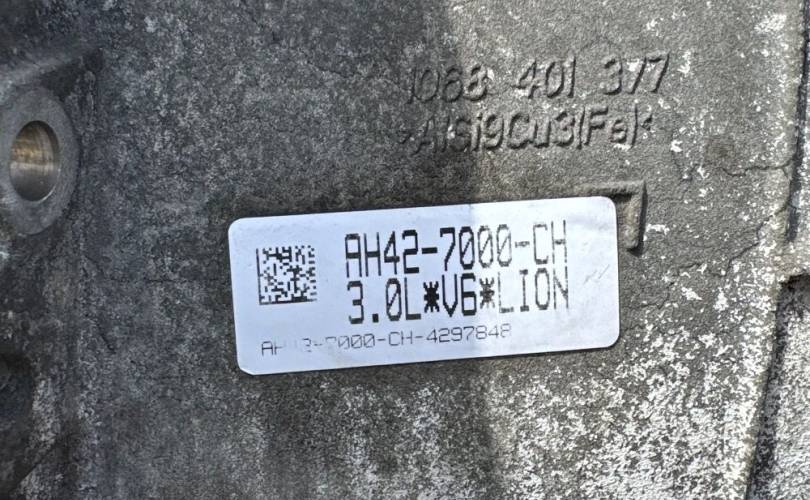 1068 401 377
>AlSi9Cu3(Fe)<
AH42-7000-CH
3.0L*V6*LION